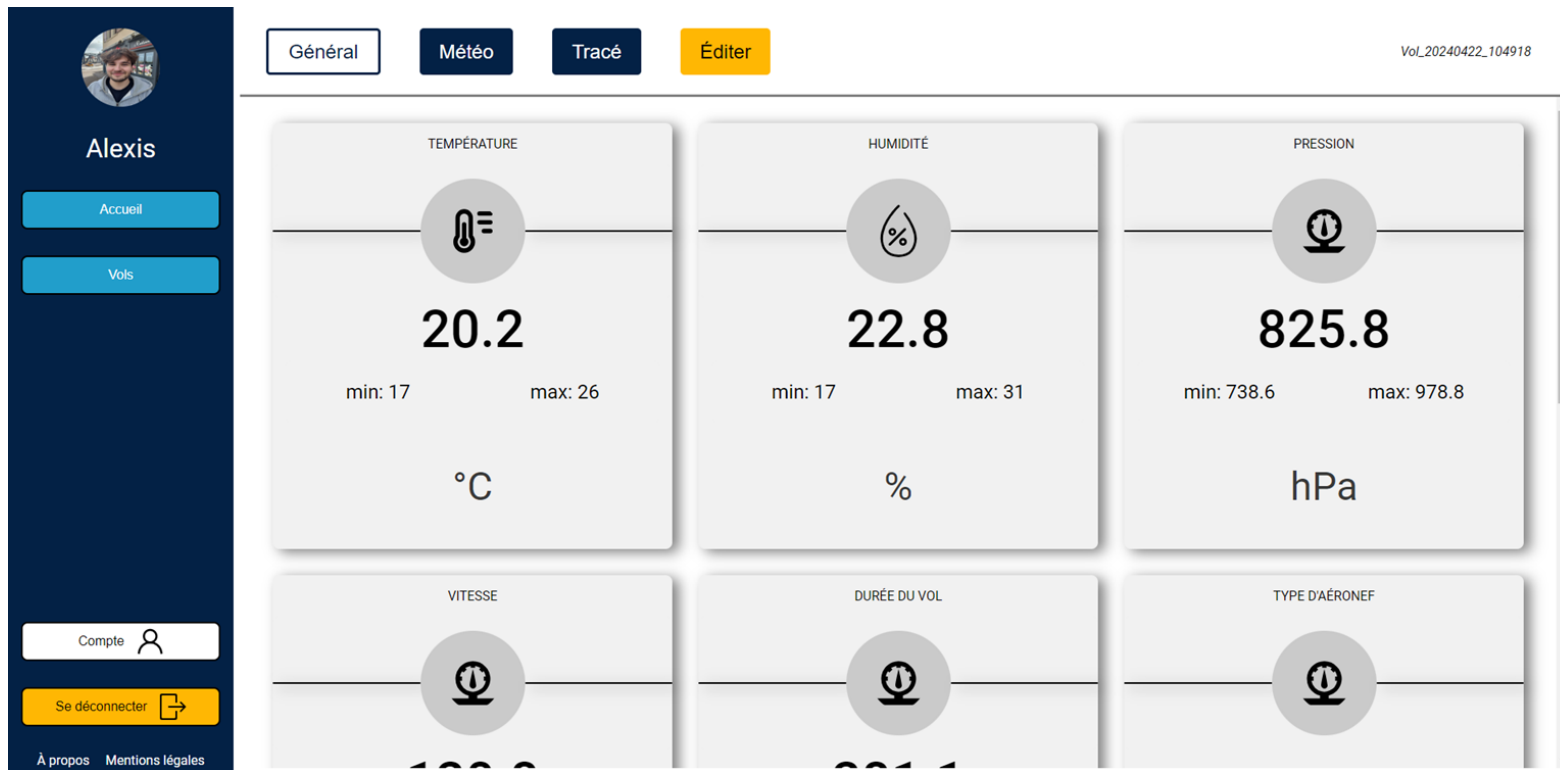 Alexis
Accueil
Vols
Compte
Se déconnecter
À propos Mentions légales
Général Météo Tracé Éditer
Vol_20240422_104918
TEMPÉRATURE
20.2
min: 17 max: 26
°C
HUMIDITÉ
%
22.8
min: 17 max: 31
%
PRESSION
825.8
min: 738.6 max: 978.8
hPa
VITESSE
DURÉE DU VOL
TYPE D'AÉRONEF